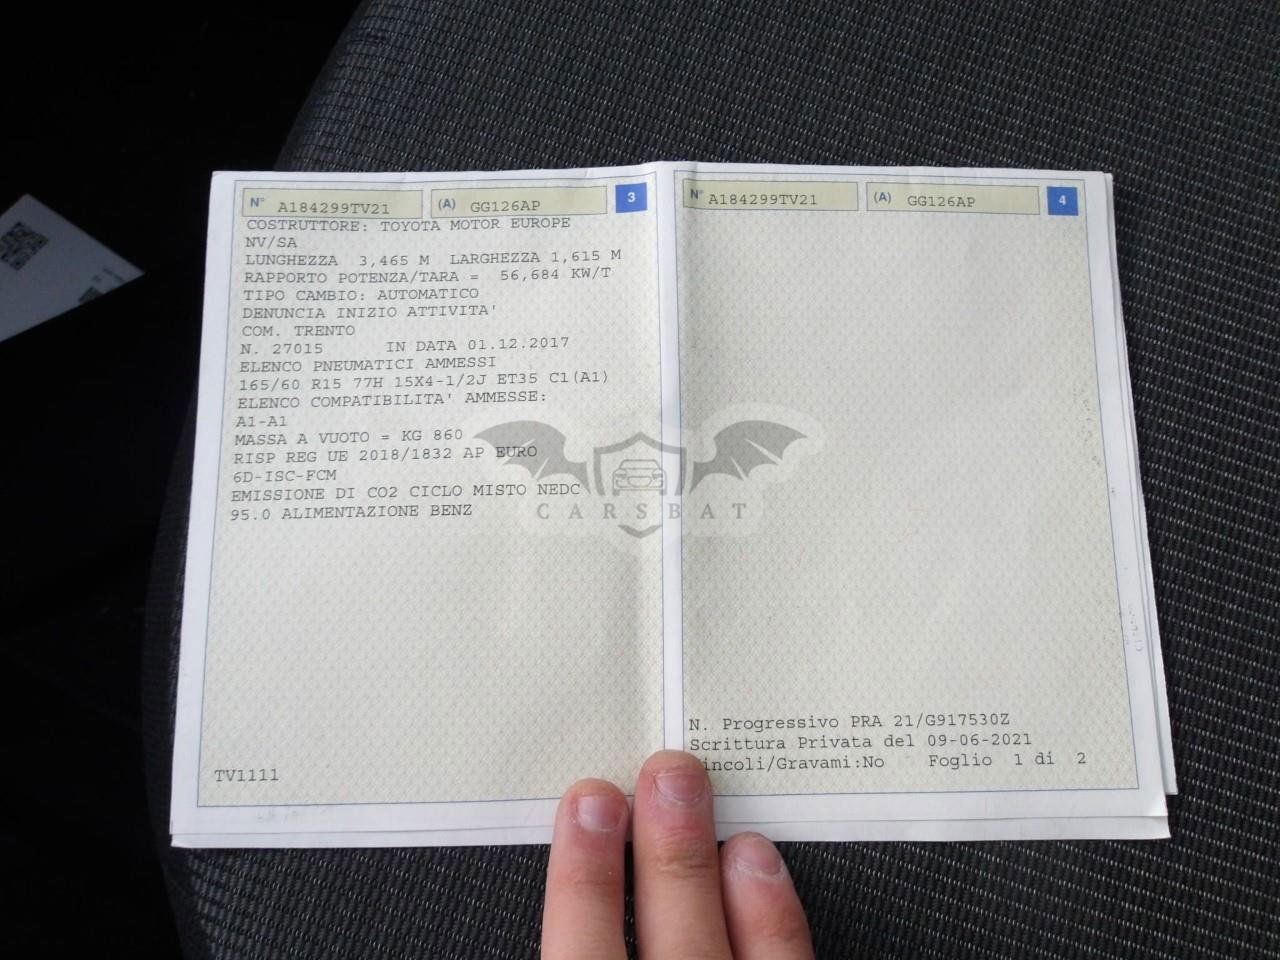 N° A184299TV21 (A) GG126AP 3
COSTRUTTORE: TOYOTA MOTOR EUROPE
NV/SA
LUNGHEZZA 3,465 M LARGHEZZA 1,615 M
RAPPORTO POTENZA/TARA = 56,684 KW/T
TIPO CAMBIO: AUTOMATICO
DENUNCIA INIZIO ATTIVITA'
COM. TRENTO
N. 27015 IN DATA 01.12.2017
ELENCO PNEUMATICI AMMESSI
165/60 R15 77H 15X4-1/2J ET35 C1(A1)
ELENCO COMPATIBILITA' AMMESSE:
A1-A1
MASSA A VUOTO = KG 860
RISP REG UE 2018/1832 AP EURO
6D-ISC-FCM
EMISSIONE DI CO2 CICLO MISTO NEDC
95.0 ALIMENTAZIONE BENZ
TV1111
N° A184299TV21 (A) GG126AP 4
N. Progressivo PRA 21/G917530Z
Scrittura Privata del 09-06-2021
incoli/Gravami:No Foglio 1 di 2
CARSBAT